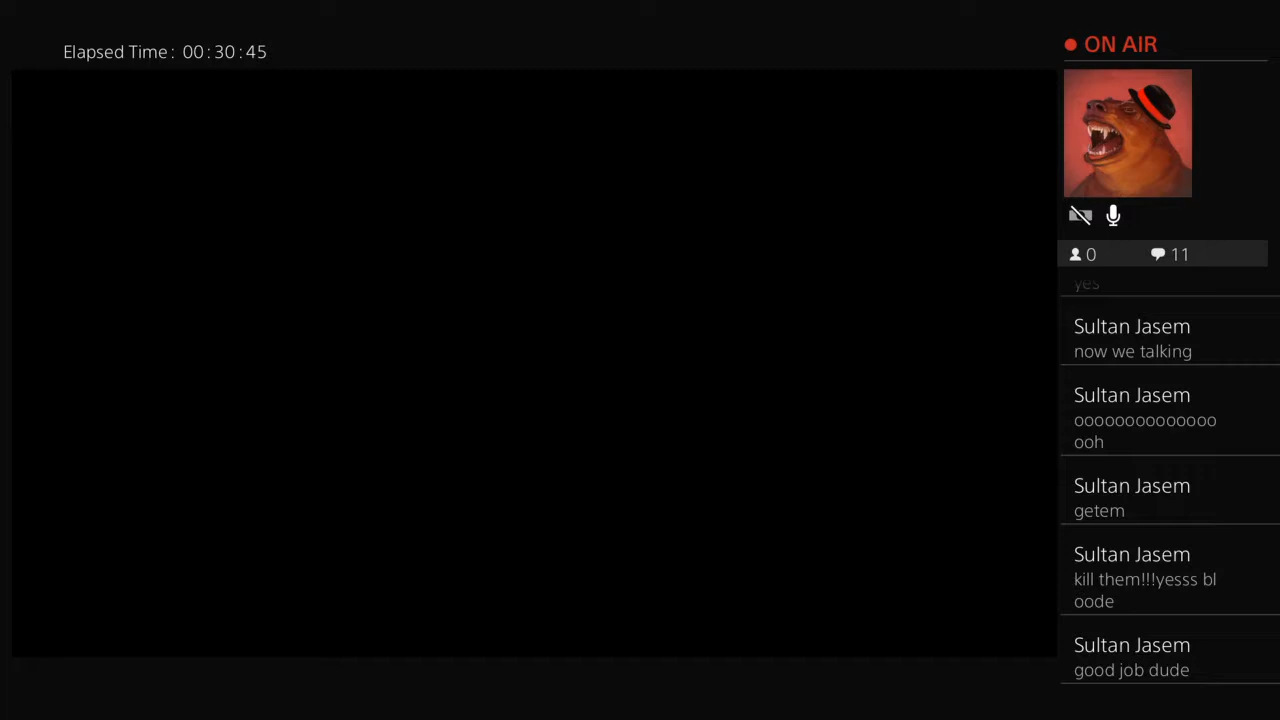 Elapsed Time: 00:30:45
ON AIR
0 11
yes
Sultan Jasem
now we talking
Sultan Jasem
oooooooooooooo
ooh
Sultan Jasem
getem
Sultan Jasem
kill them!!!yesss bl
oode
Sultan Jasem
good job dude